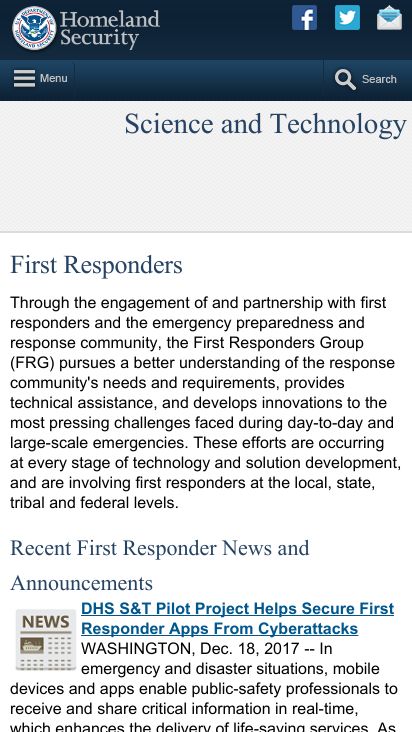 Homeland
Security
Menu
Search
Science and Technology
First Responders
Through the engagement of and partnership with first
responders and the emergency preparedness and
response community, the First Responders Group
(FRG) pursues a better understanding of the response
community's needs and requirements, provides
technical assistance, and develops innovations to the
most pressing challenges faced during day-to-day and
large-scale emergencies. These efforts are occurring
at every stage of technology and solution development,
and are involving first responders at the local, state,
tribal and federal levels.
Recent First Responder News and
Announcements
NEWS
DHS S&T Pilot Project Helps Secure First
Responder Apps From Cyberattacks
WASHINGTON, Dec. 18, 2017 -- In
emergency and disaster situations, mobile
devices and apps enable public-safety professionals to
receive and share critical information in real-time,
which enhances the delivery of life-saving services. As